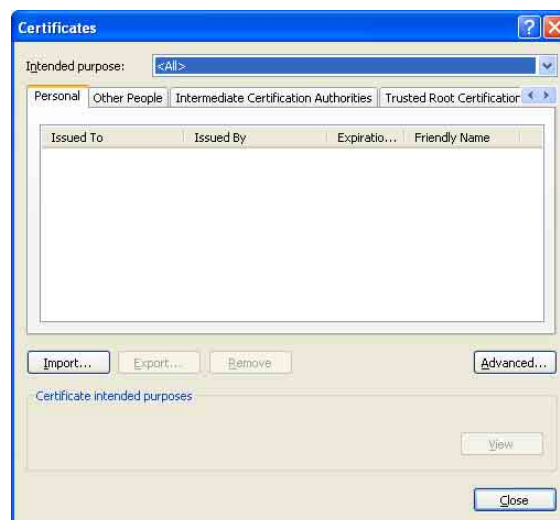 Certificates
Intended purpose: <All>
Personal Other People Intermediate Certification Authorities Trusted Root Certification
Issued To Issued By Expiratio... Friendly Name
Import... Export... Remove Advanced...
Certificate intended purposes
View
Close